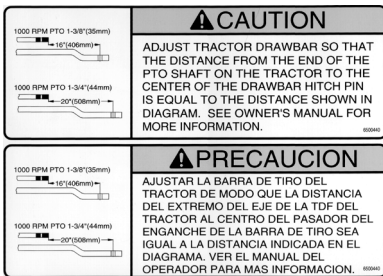 1000 RPM PTO 1-3/8"(35mm)
16"(406mm)
1000 RPM PTO 1-3/4"(44mm)
20"(508mm)
CAUTION
ADJUST TRACTOR DRAWBAR SO THAT
THE DISTANCE FROM THE END OF THE
PTO SHAFT ON THE TRACTOR TO THE
CENTER OF THE DRAWBAR HITCH PIN
IS EQUAL TO THE DISTANCE SHOWN IN
DIAGRAM. SEE OWNER'S MANUAL FOR
MORE INFORMATION.
8500440
1000 RPM PTO 1-3/8"(35mm)
16"(406mm)
1000 RPM PTO 1-3/4"(44mm)
20"(508mm)
PRECAUCION
AJUSTAR LA BARRA DE TIRO DEL
TRACTOR DE MODO QUE LA DISTANCIA
DEL EXTREMO DEL EJE DE LA TDF DEL
TRACTOR AL CENTRO DEL PASADOR DEL
ENGANCHE DE LA BARRA DE TIRO SEA
IGUAL A LA DISTANCIA INDICADA EN EL
DIAGRAMA. VER EL MANUAL DEL
OPERADOR PARA MAS INFORMACION.
8500440